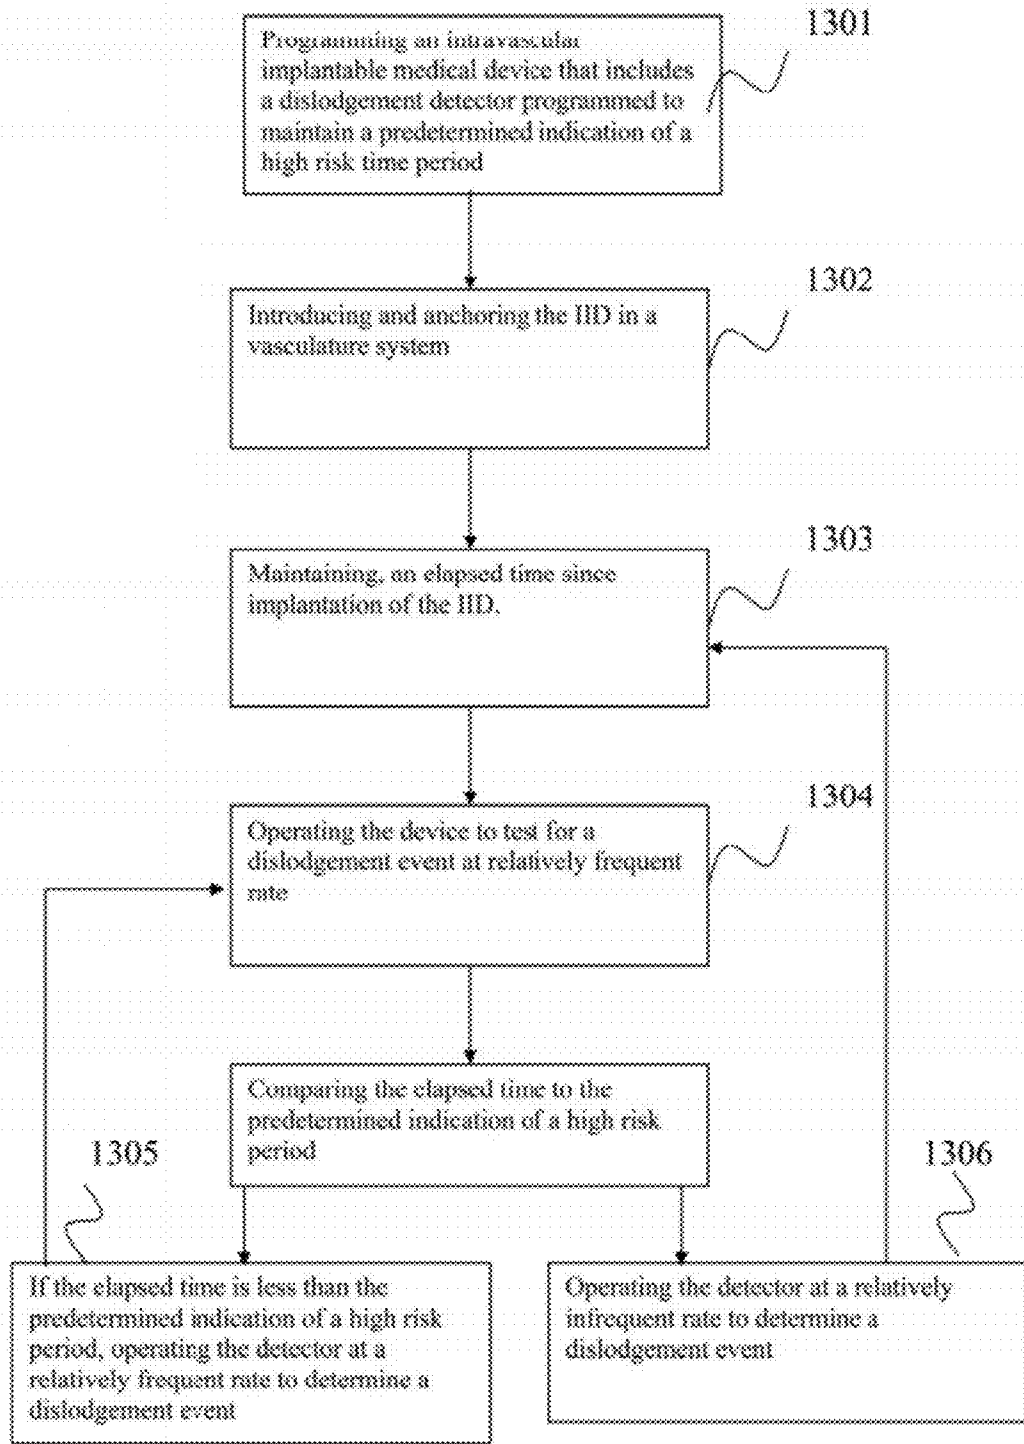 1301
Programming an intravascular
implantable medical device that includes
a dislodgement detector programmed to
maintain a predetermined indication of a
high risk time period
1302
Introducing and anchoring the IID in a
vasculature system
1303
Maintaining, an elapsed time since
implantation of the IID.
1304
Operating the device to test for a
dislodgement event at relatively frequent
rate
Comparing the elapsed time to the
predetermined indication of a high risk
period
1305
If the elapsed time is less than the
predetermined indication of a high risk
period, operating the detector at a
relatively frequent rate to determine a
dislodgement event
1306
Operating the detector at a relatively
infrequent rate to determine a
dislodgement event